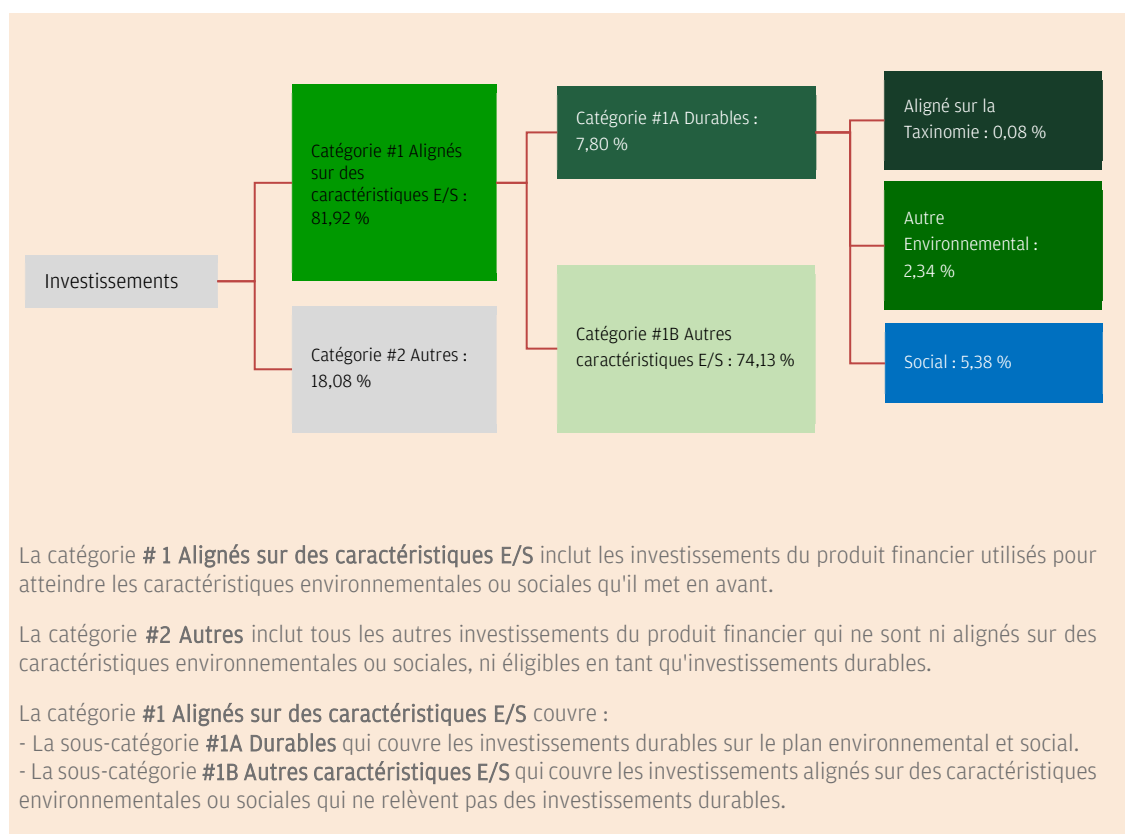 Investissements
Catégorie #1 Alignés
sur des
caractéristiques E/S :
81,92 %
Catégorie #2 Autres :
18,08 %
Catégorie #1A Durables :
7,80 %
Catégorie #1B Autres
caractéristiques E/S : 74,13 %
Aligné sur la
Taxinomie : 0,08 %
Autre
Environnemental :
2,34 %
Social : 5,38 %
La catégorie # 1 Alignés sur des caractéristiques E/S inclut les investissements du produit financier utilisés pour
atteindre les caractéristiques environnementales ou sociales qu'il met en avant.
La catégorie #2 Autres inclut tous les autres investissements du produit financier qui ne sont ni alignés sur des
caractéristiques environnementales ou sociales, ni éligibles en tant qu'investissements durables.
La catégorie #1 Alignés sur des caractéristiques E/S couvre :
- La sous-catégorie #1A Durables qui couvre les investissements durables sur le plan environnemental et social.
- La sous-catégorie #1B Autres caractéristiques E/S qui couvre les investissements alignés sur des caractéristiques
environnementales ou sociales qui ne relèvent pas des investissements durables.